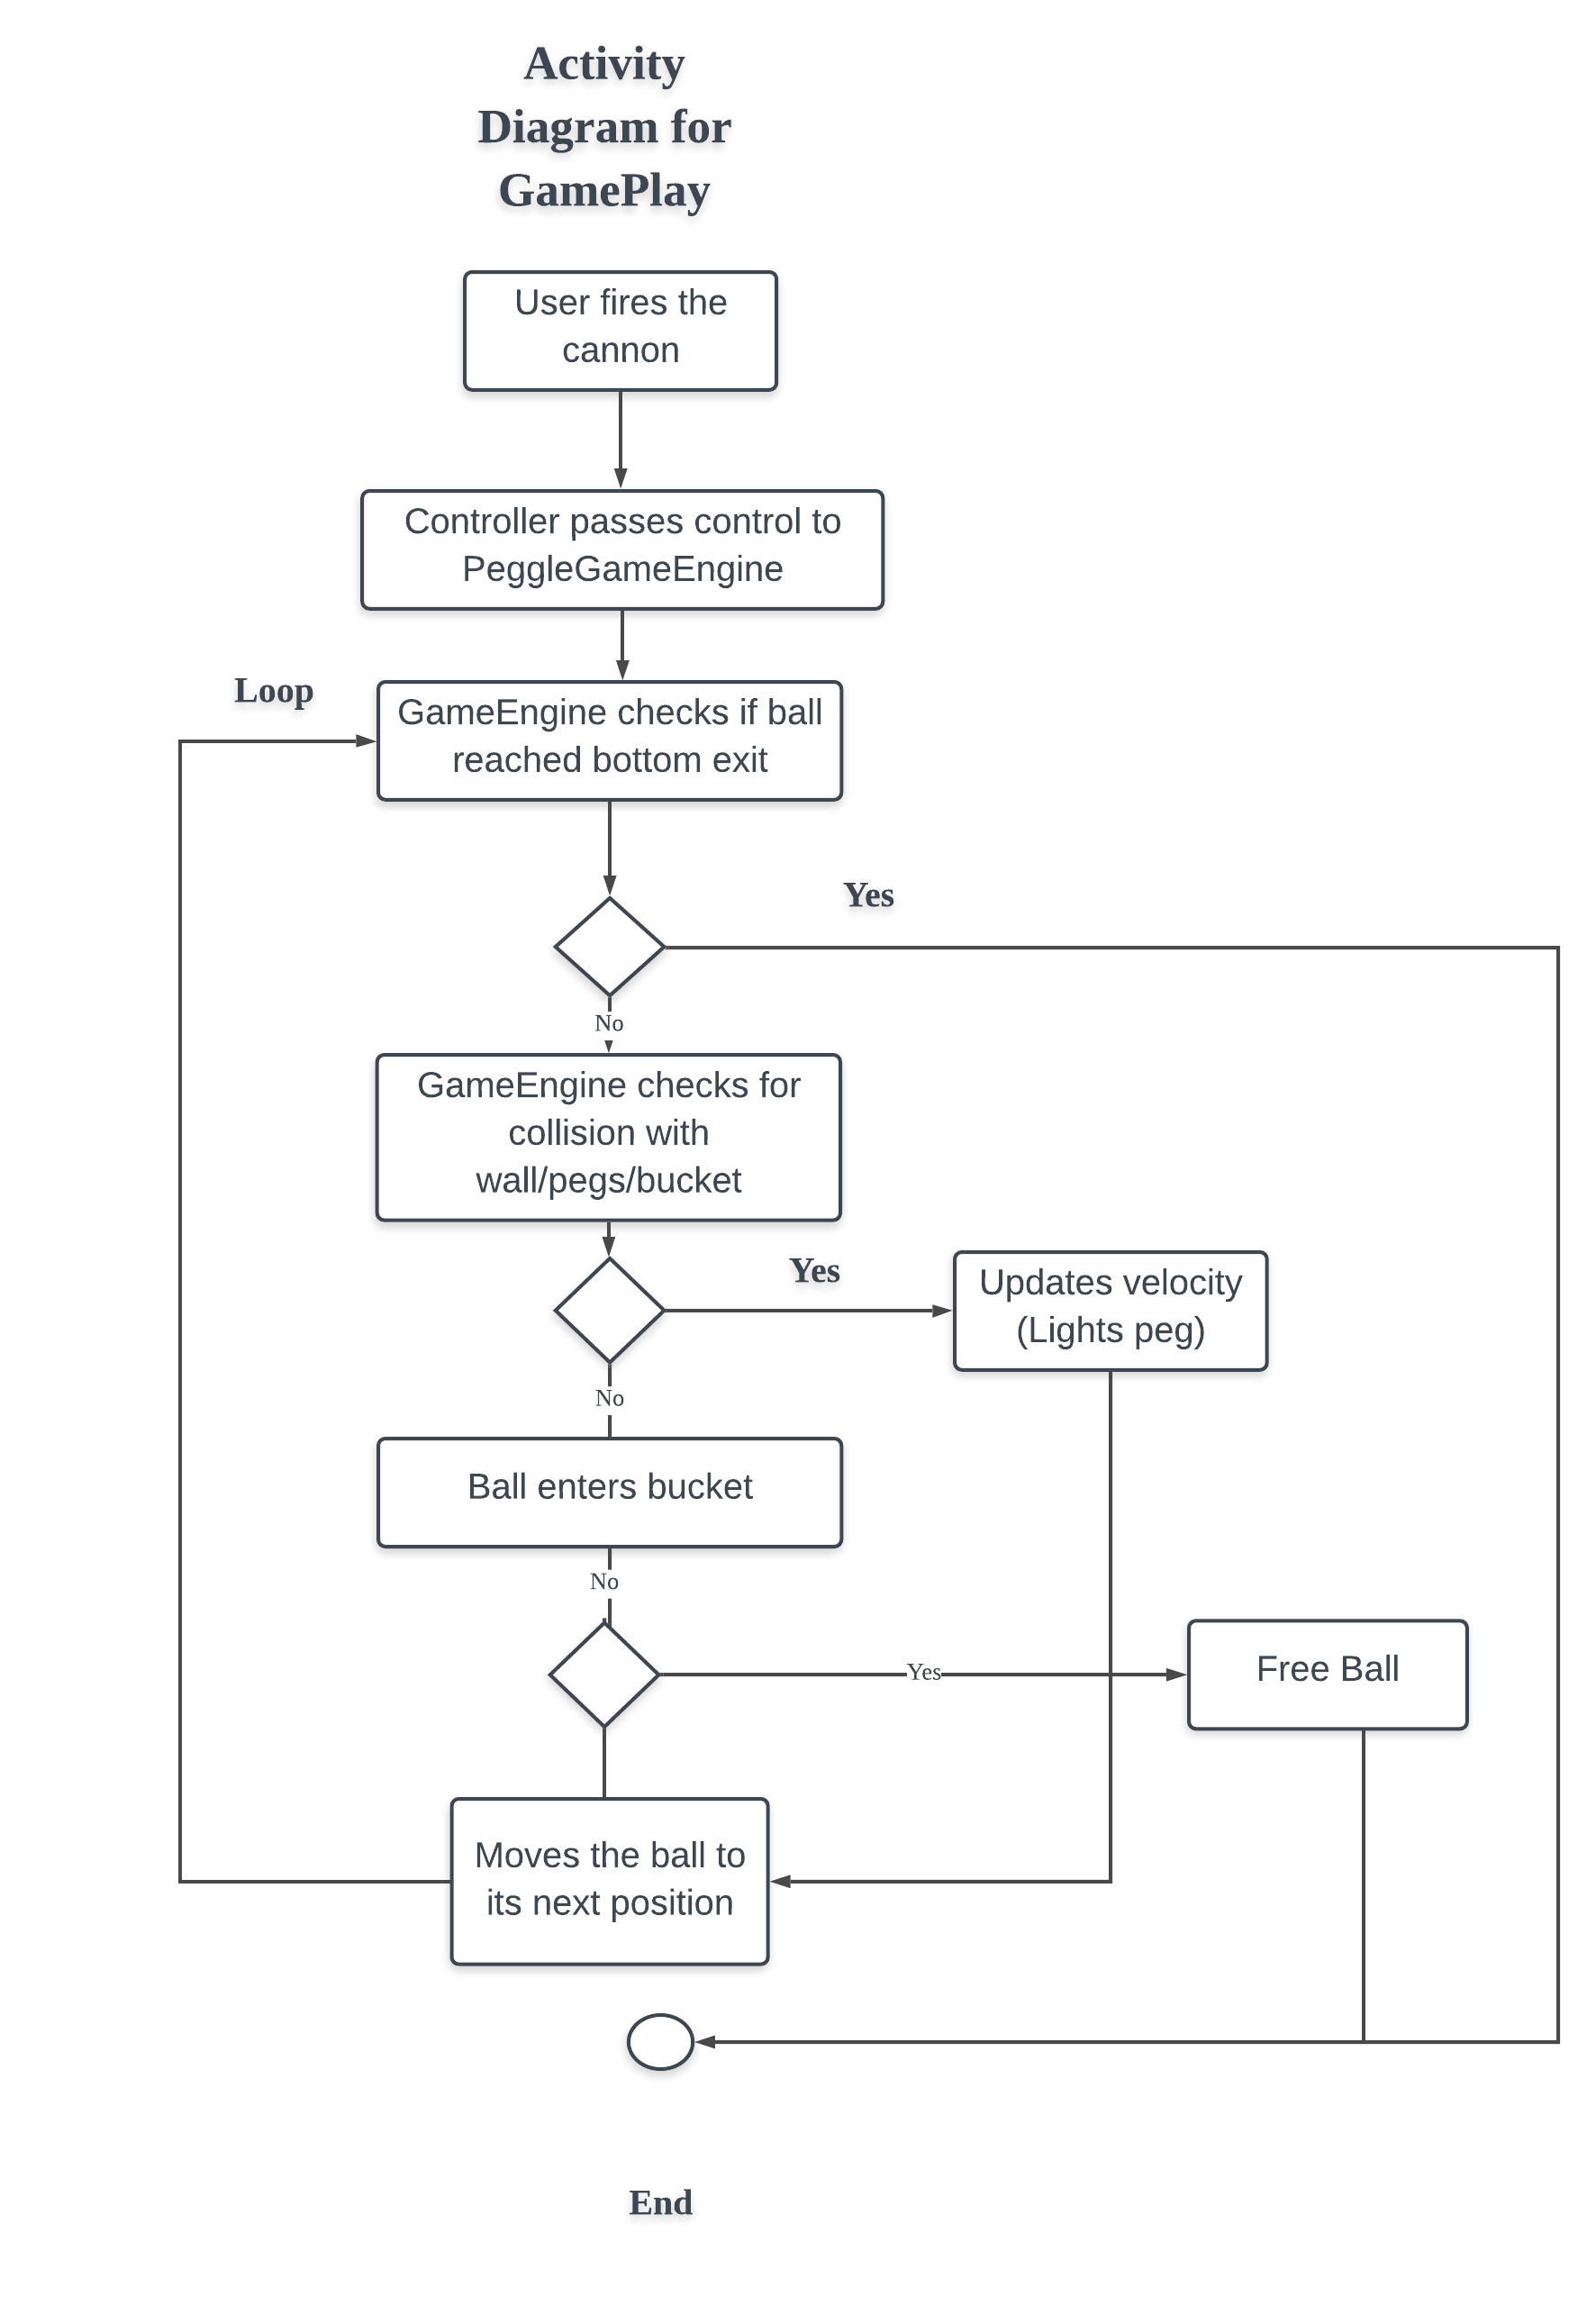 Activity
Diagram for
GamePlay
User fires the
cannon
Controller passes control to
PeggleGameEngine
Loop
GameEngine checks if ball
reached bottom exit
Yes
No
GameEngine checks for
collision with
wall/pegs/bucket
Yes
Updates velocity
(Lights peg)
No
Ball enters bucket
No
Yes
Free Ball
Moves the ball to
its next position
End